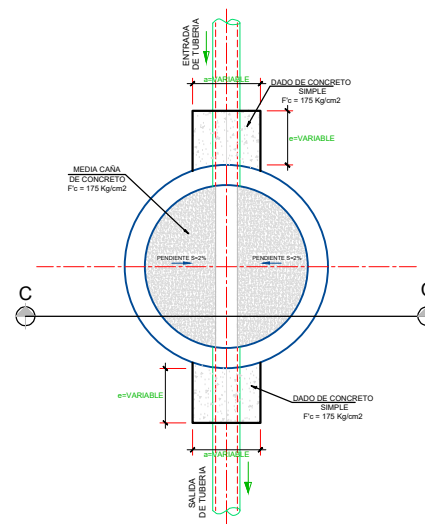 ENTRADA
DE TUBERIA
a=VARIABLE
DADO DE CONCRETO
SIMPLE
F'c = 175 Kg/cm2
e=VARIABLE
MEDIA CAÑA
DE CONCRETO
F'c = 175 Kg/cm2
PENDIENTE S=2%
PENDIENTE S=2%
C
C
e=VARIABLE
DADO DE CONCRETO
SIMPLE
F'c = 175 Kg/cm2
a=VARIABLE
SALIDA
DE TUBERIA